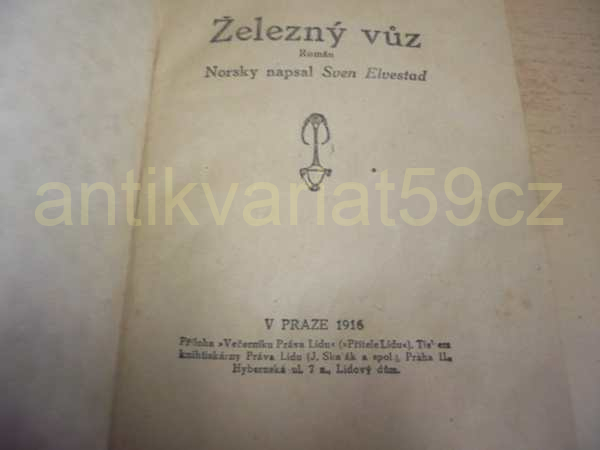 Železný vůz
Román
Norsky napsal Sven Elvestad
antikvariat59cz
V PRAZE 1916
Příloha »Večerníku Práva Lidu« (»Přítele Lidu«). Tiskem
knihtiskárny Práva Lidu (J. Skalák a spol.), Praha II.,
Hybernská ul. 7 n., Lidový dům.